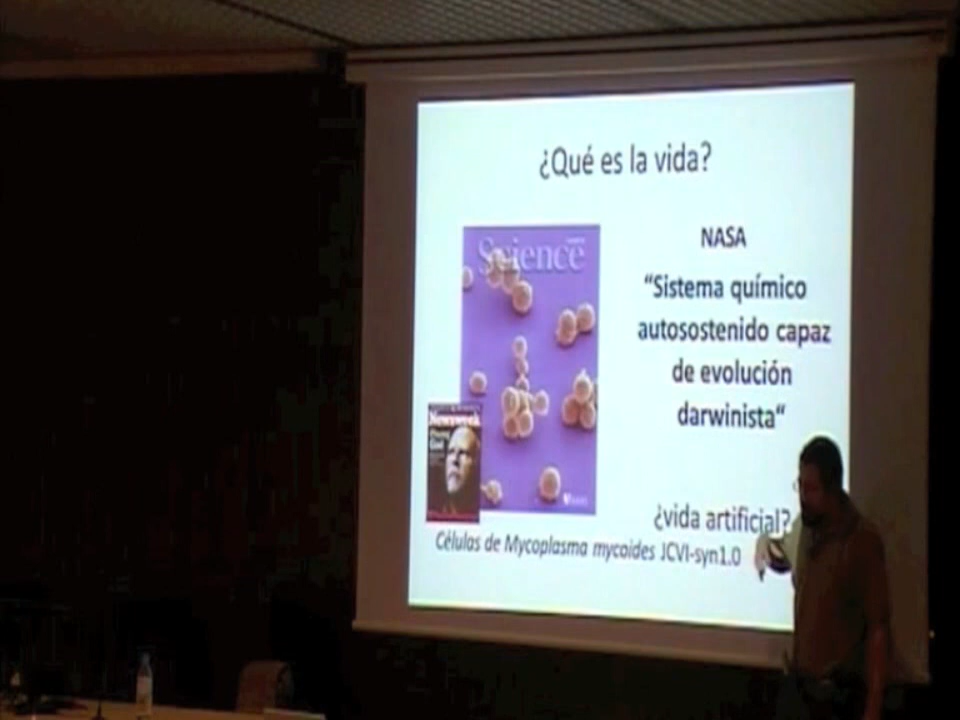 ¿Qué es la vida?
Science
NASA
“Sistema químico
autosostenido capaz
de evolución
darwinista“
Newsweek
¿vida artificial?
Células de Mycoplasma mycoides JCVI-syn1.0